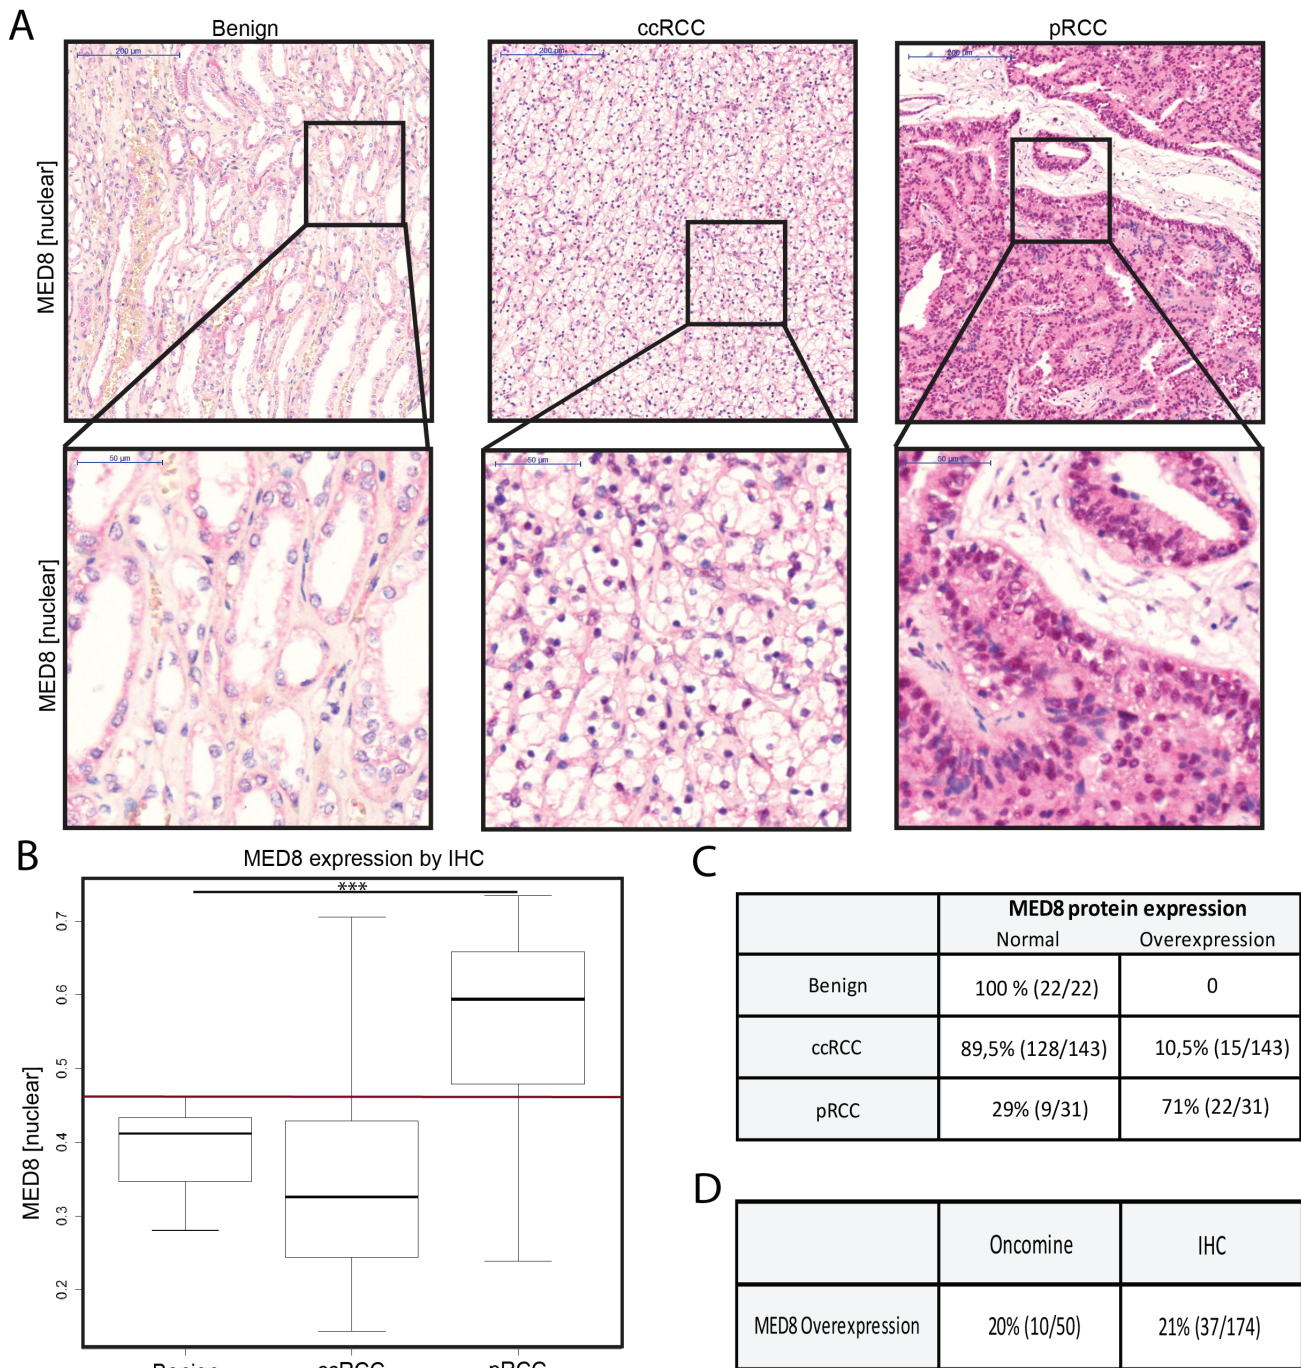 A
Benign
ccRCC
pRCC
MED8 [nuclear]
200 µm
200 µm
MED8 [nuclear]
50 µm
50 µm
50 µm
B
MED8 expression by IHC
***
MED8 [nuclear]
0.7
0.6
0.5
0.4
0.3
0.2
Benign
ccRCC
pRCC
C
MED8 protein expression
Normal
Overexpression
Benign
100 % (22/22)
0
ccRCC
89,5% (128/143)
10,5% (15/143)
pRCC
29% (9/31)
71% (22/31)
D
Oncomine
IHC
MED8 Overexpression
20% (10/50)
21% (37/174)